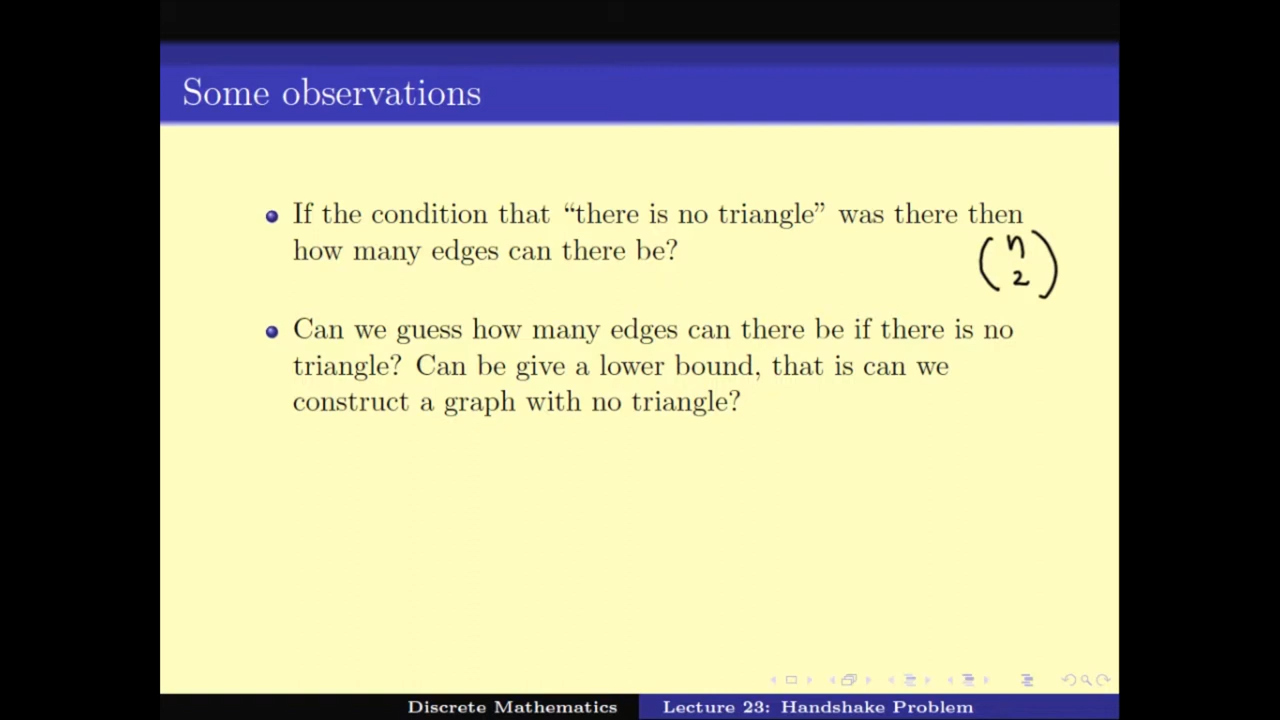 Some observations
If the condition that “there is no triangle” was there then
how many edges can there be?
(n
2)
Can we guess how many edges can there be if there is no
triangle? Can be give a lower bound, that is can we
construct a graph with no triangle?
Discrete Mathematics
Lecture 23: Handshake Problem